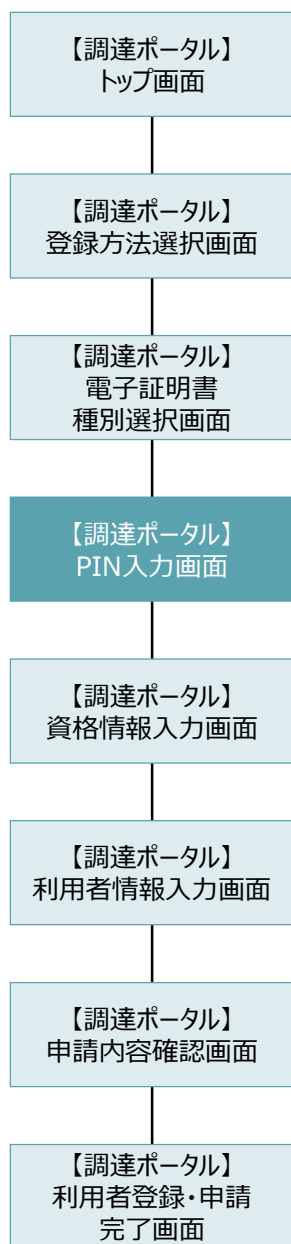 【調達ポータル】
トップ画面
【調達ポータル】
登録方法選択画面
【調達ポータル】
電子証明書
種別選択画面
【調達ポータル】
PIN入力画面
【調達ポータル】
資格情報入力画面
【調達ポータル】
利用者情報入力画面
【調達ポータル】
申請内容確認画面
【調達ポータル】
利用者登録・申請
完了画面